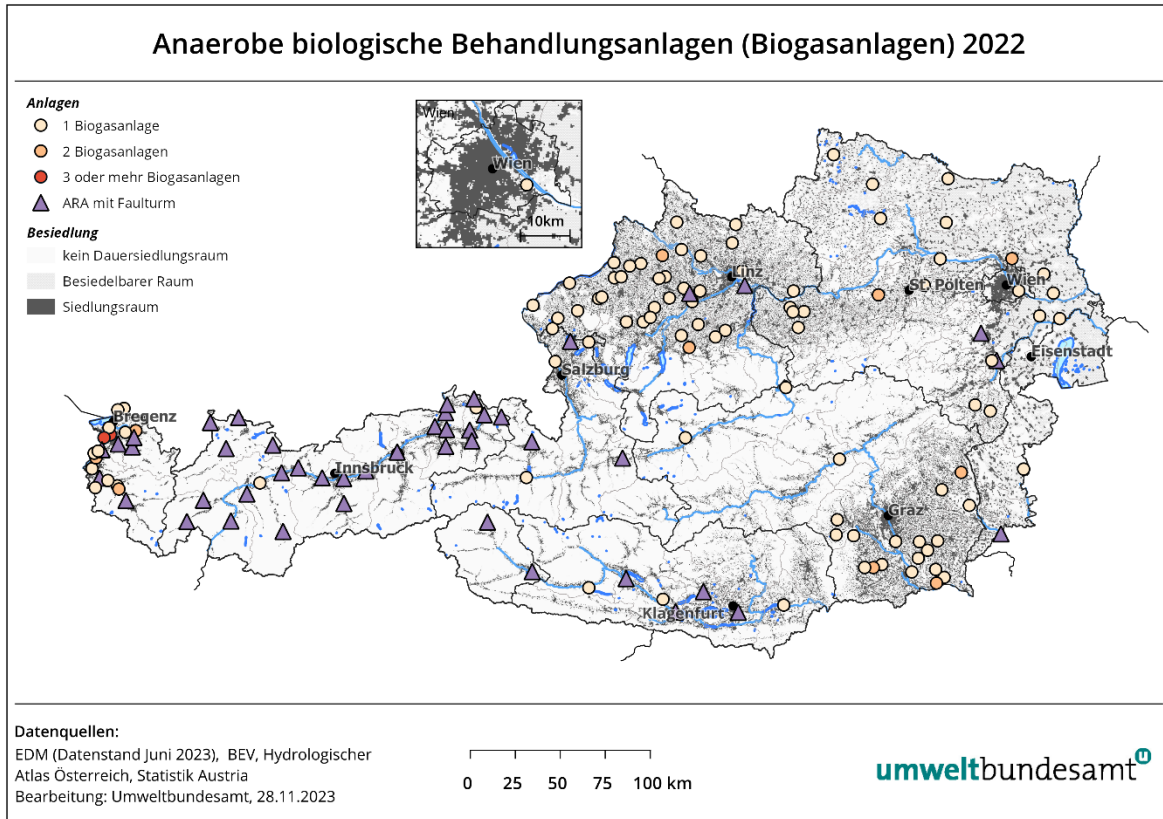 Anaerobe biologische Behandlungsanlagen (Biogasanlagen) 2022
Anlagen
1 Biogasanlage
2 Biogasanlagen
3 oder mehr Biogasanlagen
ARA mit Faulturm
Besiedlung
kein Dauersiedlungsraum
Besiedelbarer Raum
Siedlungsraum
Wien
Wien
10km
Linz
St. Pölten
Wien
Eisenstadt
Salzburg
Bregenz
Innsbruck
Graz
Klagenfurt
Datenquellen:
EDM (Datenstand Juni 2023), BEV, Hydrologischer
Atlas Österreich, Statistik Austria
Bearbeitung: Umweltbundesamt, 28.11.2023
0 25 50 75 100 km
umweltbundesamt u